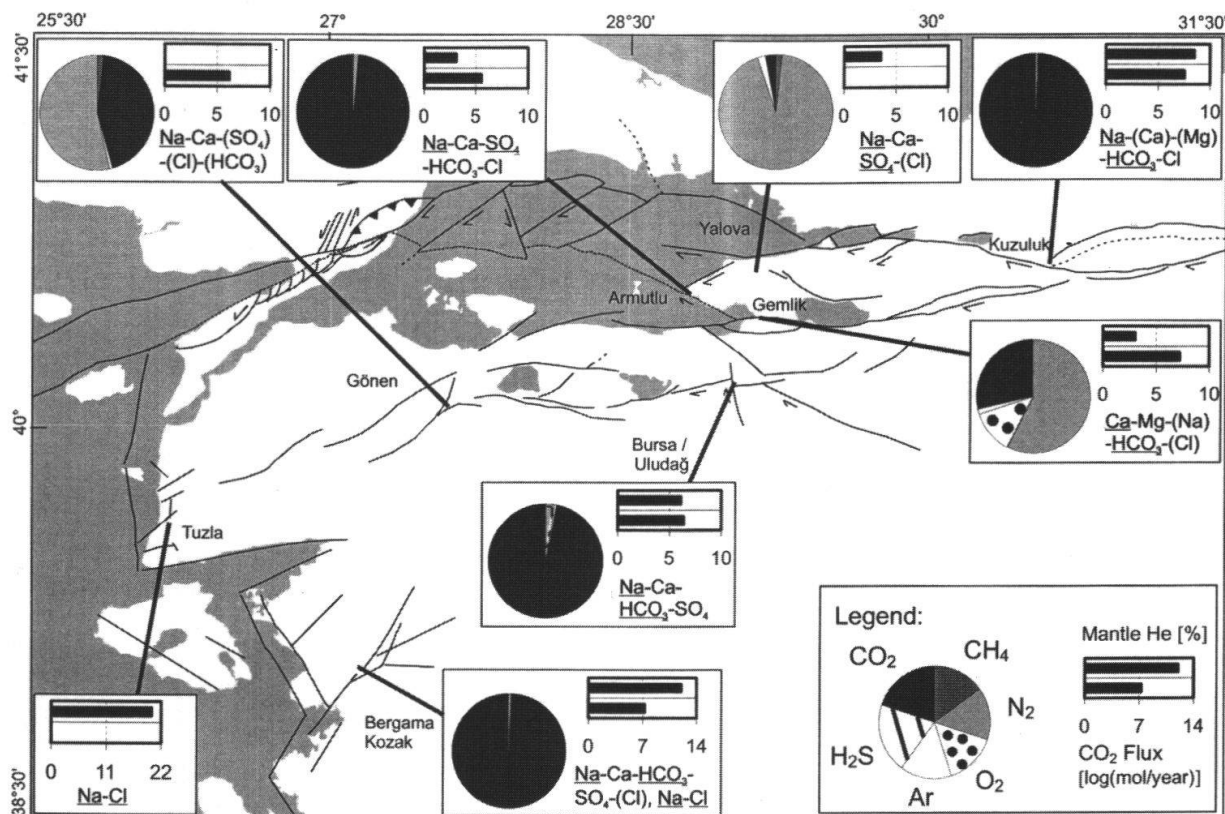 25°30' 27° 28°30' 30° 31°30'
41°30'
40°
38°30'
0 5 10
Na-Ca-(SO₄)
-(Cl)-(HCO₃)
0 5 10
Na-Ca-SO₄
-HCO₃-Cl
0 5 10
Na-Ca-
SO₄-(Cl)
0 5 10
Na-(Ca)-(Mg)
-HCO₃-Cl
Yalova
Kuzuluk
Armutlu
Gemlik
0 5 10
Ca-Mg-(Na)
-HCO₃-(Cl)
Gönen
Bursa /
Uludağ
0 5 10
Na-Ca-
HCO₃-SO₄
Tuzla
0 11 22
Na-Cl
Bergama
Kozak
0 7 14
Na-Ca-HCO₃-
SO₄-(Cl), Na-Cl
Legend:
CO₂
CH₄
N₂
O₂
Ar
H₂S
Mantle He [%]
0 7 14
CO₂ Flux
[log(mol/year)]